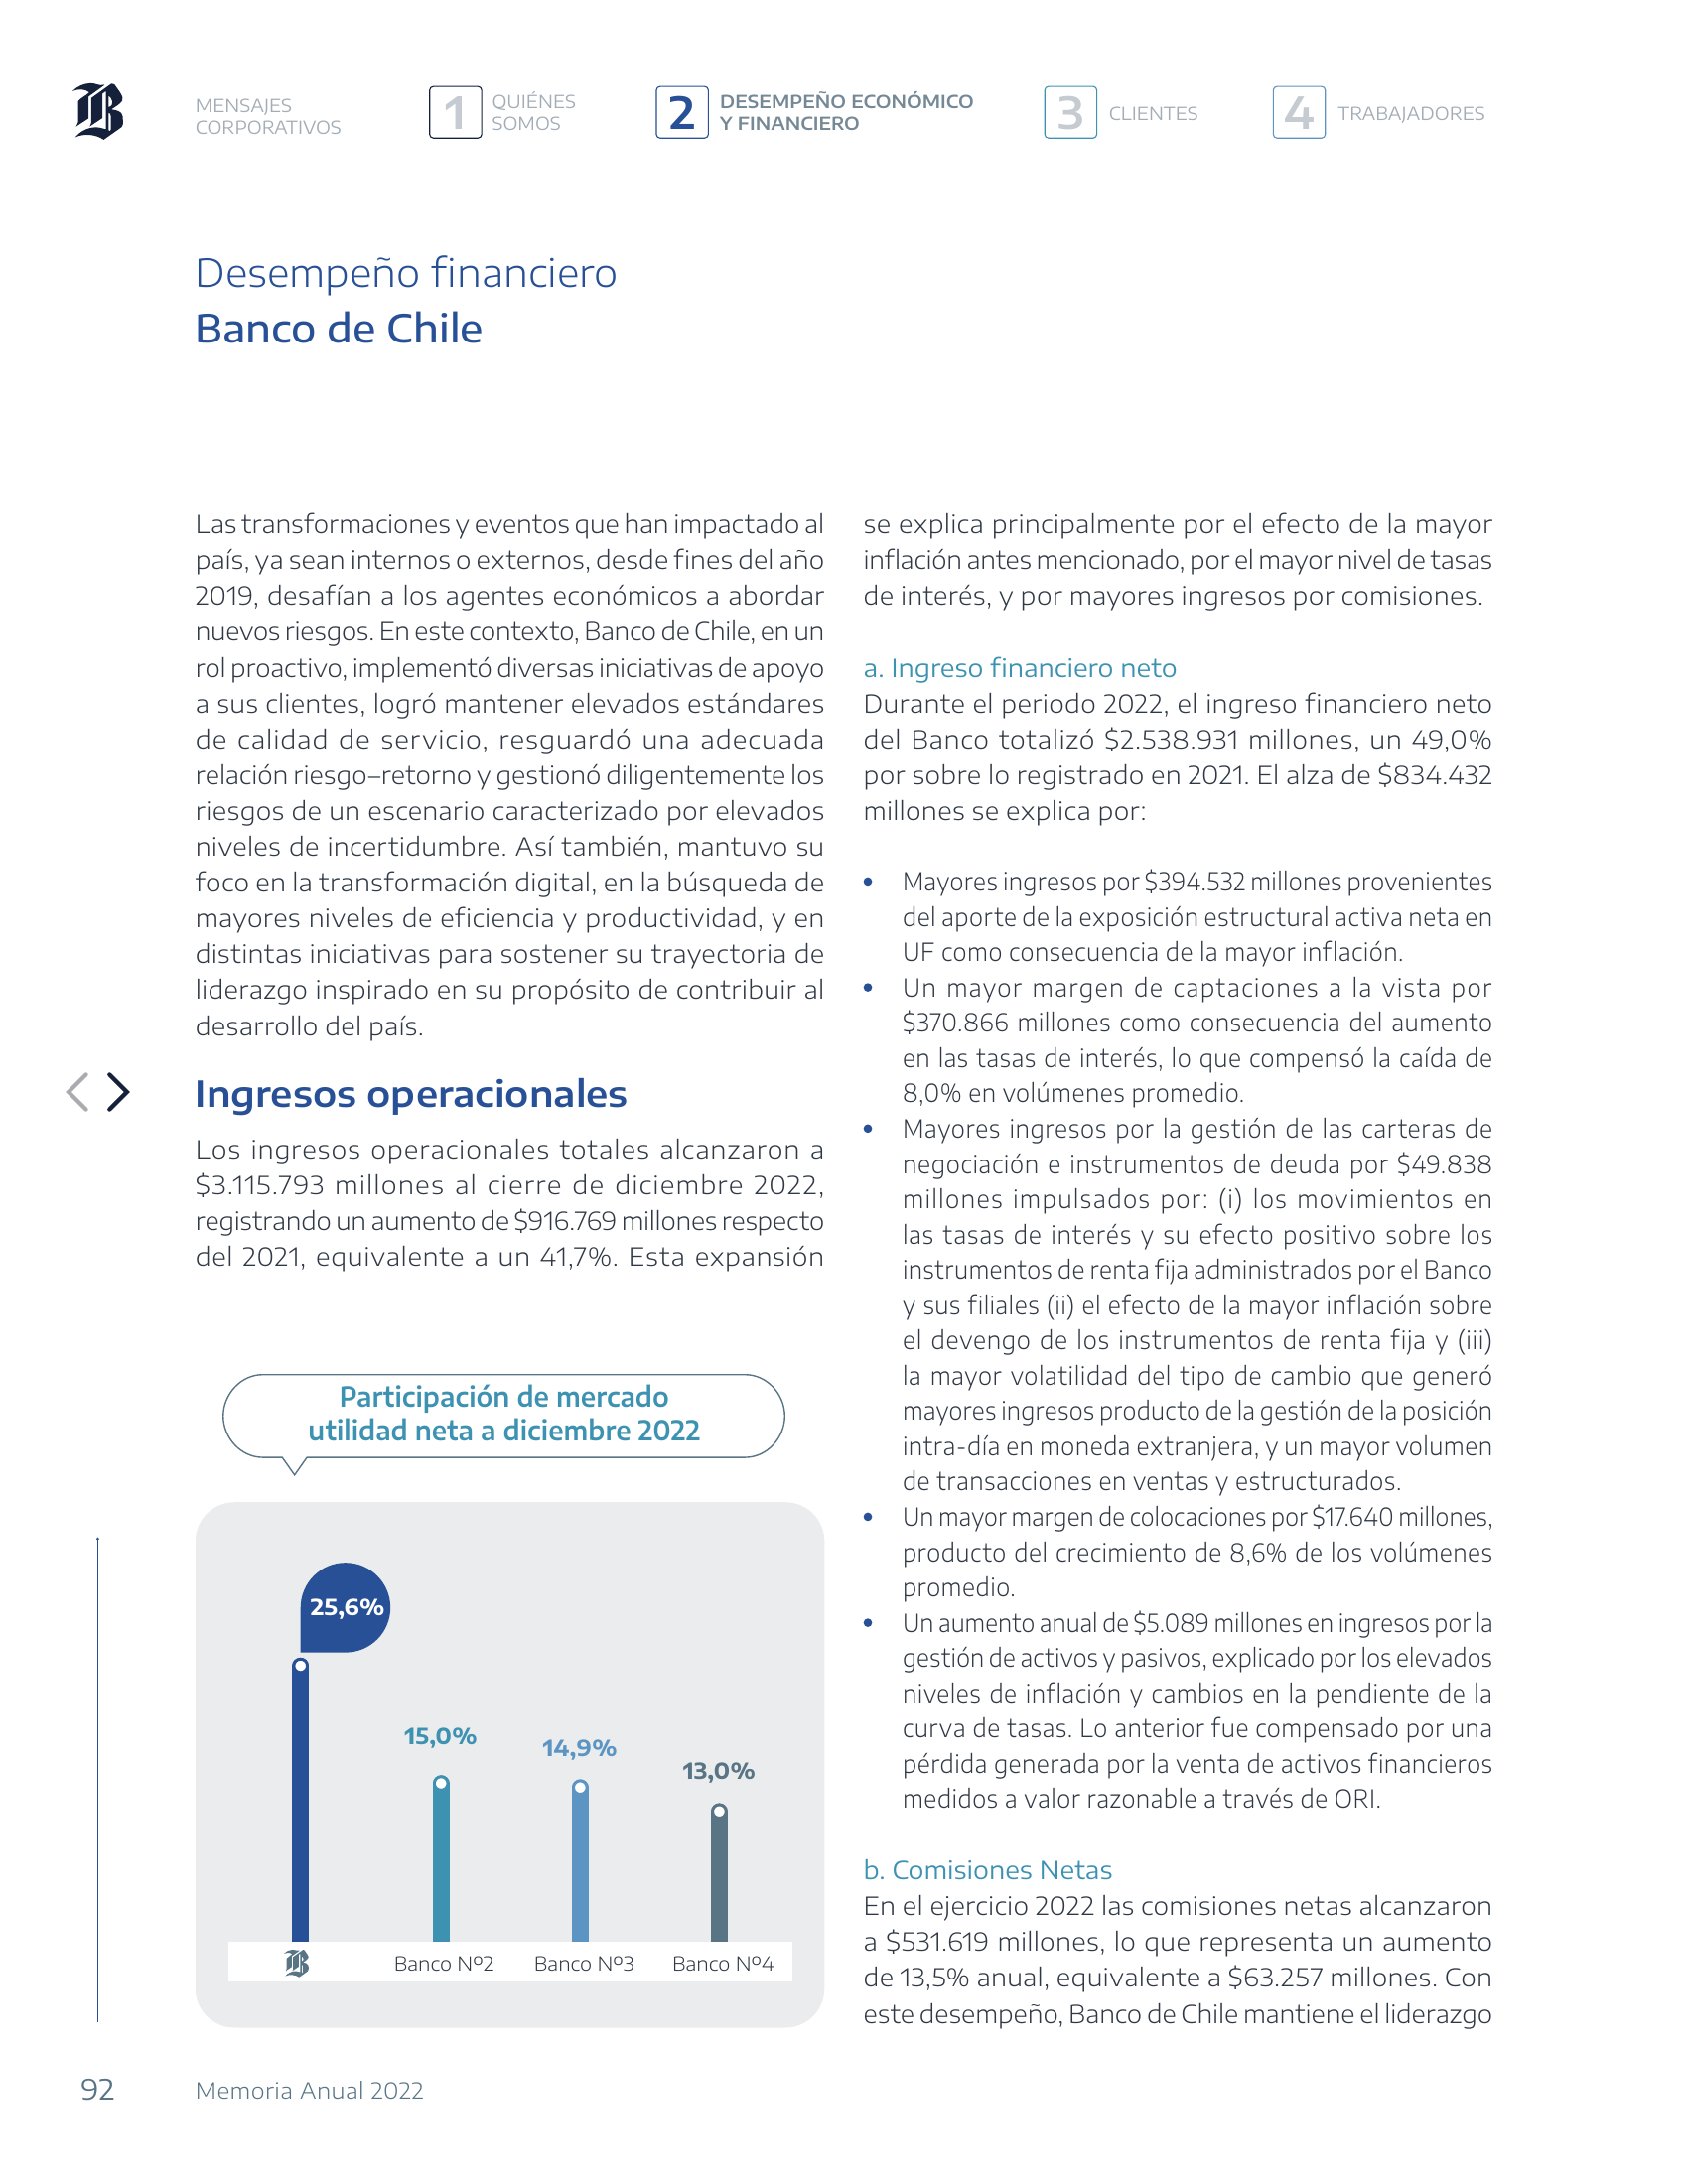 MENSAJES
CORPORATIVOS
1
QUIÉNES
SOMOS
2
DESEMPEÑO ECONÓMICO
Y FINANCIERO
3
CLIENTES
4
TRABAJADORES
Desempeño financiero
Banco de Chile
Las transformaciones y eventos que han impactado al
país, ya sean internos o externos, desde fines del año
2019, desafían a los agentes económicos a abordar
nuevos riesgos. En este contexto, Banco de Chile, en un
rol proactivo, implementó diversas iniciativas de apoyo
a sus clientes, logró mantener elevados estándares
de calidad de servicio, resguardó una adecuada
relación riesgo–retorno y gestionó diligentemente los
riesgos de un escenario caracterizado por elevados
niveles de incertidumbre. Así también, mantuvo su
foco en la transformación digital, en la búsqueda de
mayores niveles de eficiencia y productividad, y en
distintas iniciativas para sostener su trayectoria de
liderazgo inspirado en su propósito de contribuir al
desarrollo del país.
Ingresos operacionales
Los ingresos operacionales totales alcanzaron a
$3.115.793 millones al cierre de diciembre 2022,
registrando un aumento de $916.769 millones respecto
del 2021, equivalente a un 41,7%. Esta expansión
Participación de mercado
utilidad neta a diciembre 2022
25,6%
15,0%
14,9%
13,0%
B
Banco Nº2
Banco Nº3
Banco Nº4
se explica principalmente por el efecto de la mayor
inflación antes mencionado, por el mayor nivel de tasas
de interés, y por mayores ingresos por comisiones.
a. Ingreso financiero neto
Durante el periodo 2022, el ingreso financiero neto
del Banco totalizó $2.538.931 millones, un 49,0%
por sobre lo registrado en 2021. El alza de $834.432
millones se explica por:
• Mayores ingresos por $394.532 millones provenientes
del aporte de la exposición estructural activa neta en
UF como consecuencia de la mayor inflación.
• Un mayor margen de captaciones a la vista por
$370.866 millones como consecuencia del aumento
en las tasas de interés, lo que compensó la caída de
8,0% en volúmenes promedio.
• Mayores ingresos por la gestión de las carteras de
negociación e instrumentos de deuda por $49.838
millones impulsados por: (i) los movimientos en
las tasas de interés y su efecto positivo sobre los
instrumentos de renta fija administrados por el Banco
y sus filiales (ii) el efecto de la mayor inflación sobre
el devengo de los instrumentos de renta fija y (iii)
la mayor volatilidad del tipo de cambio que generó
mayores ingresos producto de la gestión de la posición
intra-día en moneda extranjera, y un mayor volumen
de transacciones en ventas y estructurados.
• Un mayor margen de colocaciones por $17.640 millones,
producto del crecimiento de 8,6% de los volúmenes
promedio.
• Un aumento anual de $5.089 millones en ingresos por la
gestión de activos y pasivos, explicado por los elevados
niveles de inflación y cambios en la pendiente de la
curva de tasas. Lo anterior fue compensado por una
pérdida generada por la venta de activos financieros
medidos a valor razonable a través de ORI.
b. Comisiones Netas
En el ejercicio 2022 las comisiones netas alcanzaron
a $531.619 millones, lo que representa un aumento
de 13,5% anual, equivalente a $63.257 millones. Con
este desempeño, Banco de Chile mantiene el liderazgo
92
Memoria Anual 2022